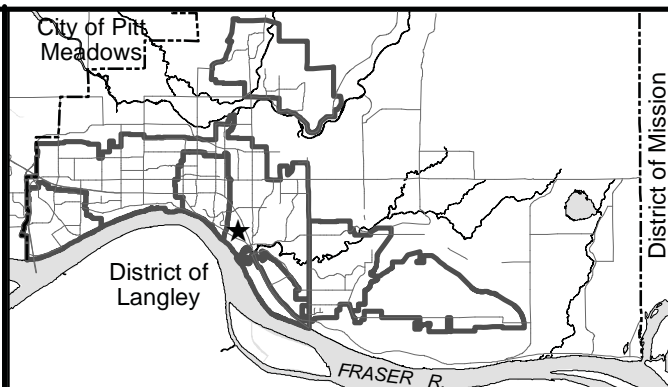 City of Pitt
Meadows
District of Mission
District of
Langley
FRASER R.